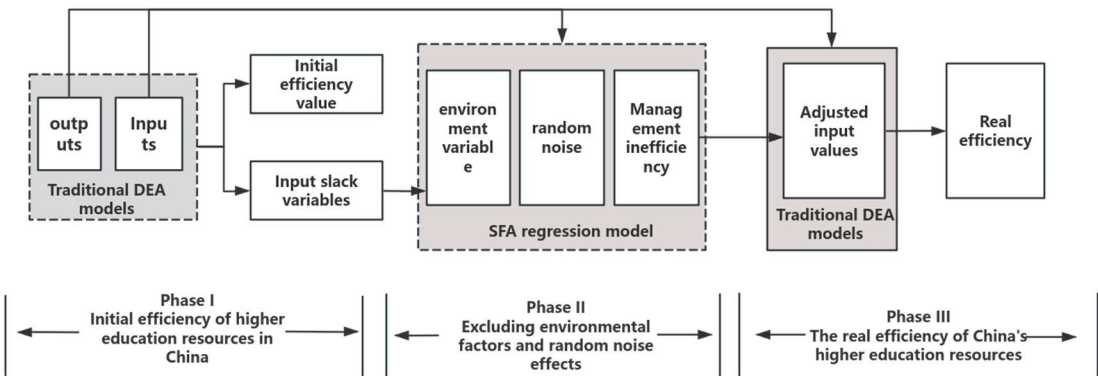 outp
uts
Inpu
ts
Traditional DEA
models
Initial
efficiency
value
Input slack
variables
environ
ment
variabl
e
random
noise
Manag
ement
inefficie
ncy
SFA regression model
Adjusted
input
values
Traditional DEA
models
Real
efficiency
Phase I
Initial efficiency of higher
education resources in
China
Phase II
Excluding environmental
factors and random noise
effects
Phase III
The real efficiency of China's
higher education resources